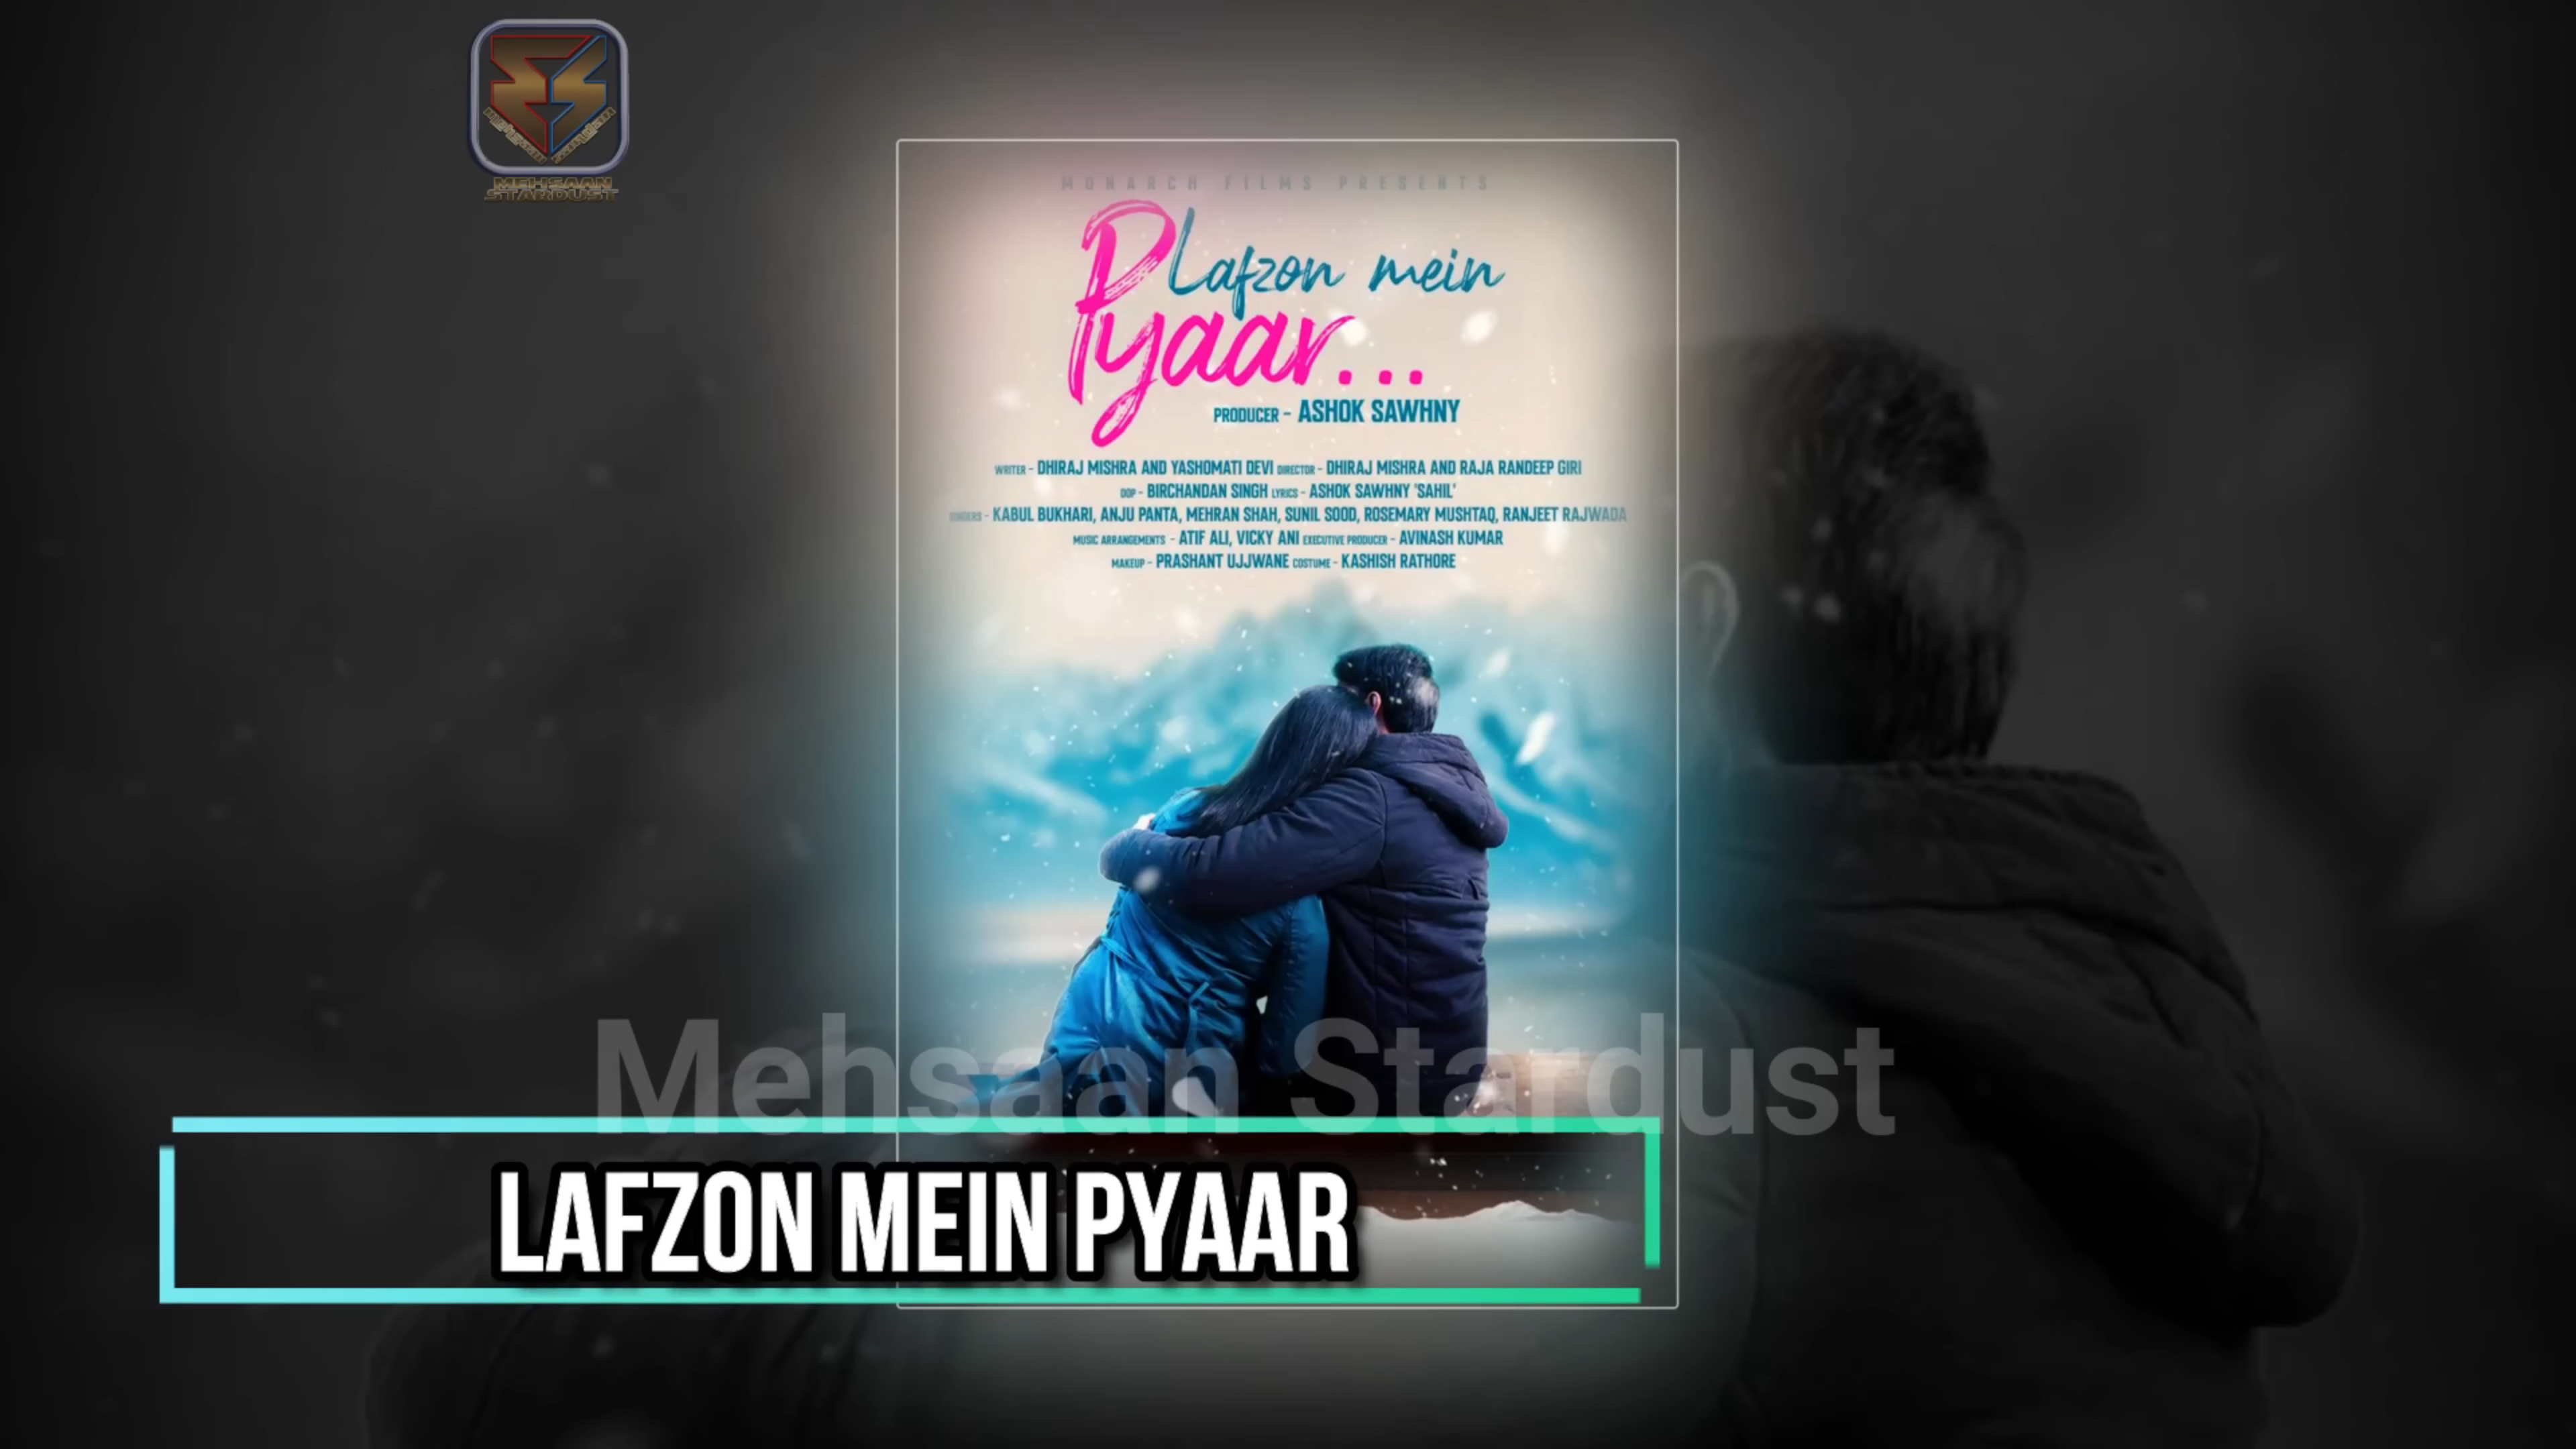 MEHSAAN
STARDUST
MONARCH FILMS PRESENTS
Lafzon mein
Pyaar...
PRODUCER - ASHOK SAWHNY
WRITER - DHIRAJ MISHRA AND YASHOMATI DEVI DIRECTOR - DHIRAJ MISHRA AND RAJA RANDEEP GIRI
DOP - BIRCHANDAN SINGH LYRICS - ASHOK SAWHNY 'SAHIL'
SINGERS - KABUL BUKHARI, ANJU PANTA, MEHRAN SHAH, SUNIL SOOD, ROSEMARY MUSHTAQ, RANJEET RAJWADA
MUSIC ARRANGEMENTS - ATIF ALI, VICKY ANI EXECUTIVE PRODUCER - AVINASH KUMAR
MAKEUP - PRASHANT UJJWANE COSTUME - KASHISH RATHORE
Mehsaan Stardust
LAFZON MEIN PYAAR